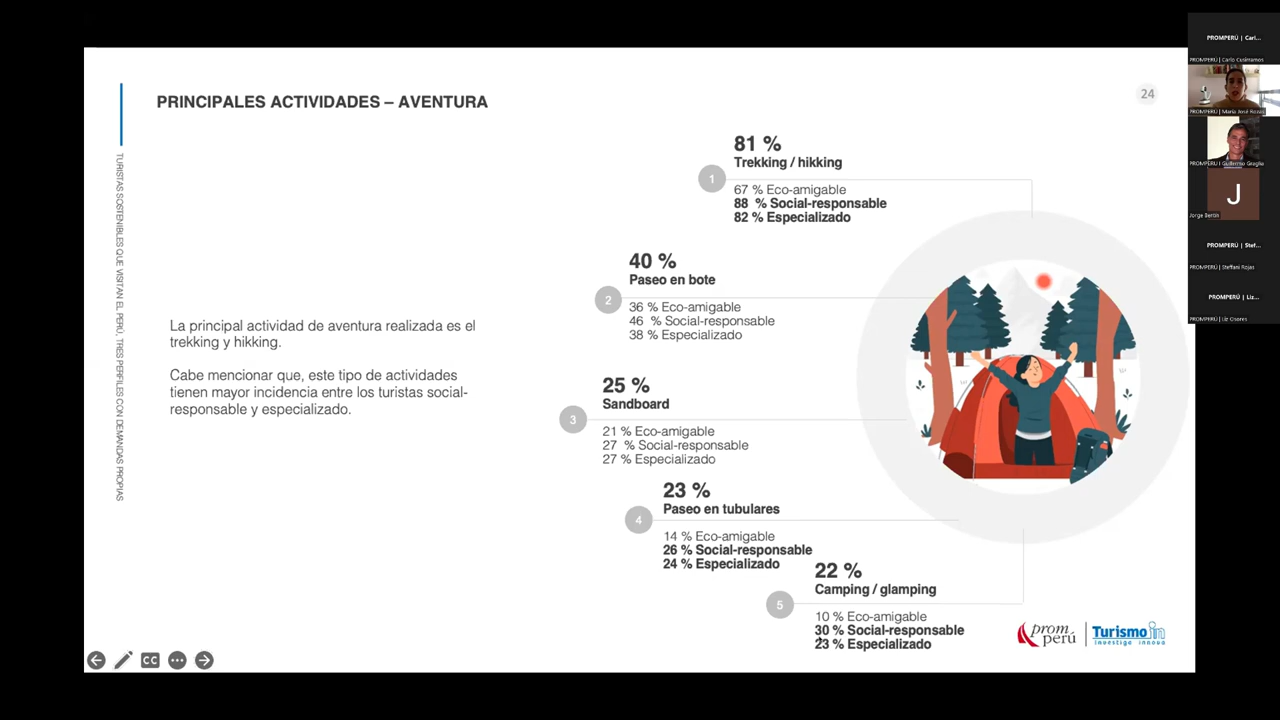 PRINCIPALES ACTIVIDADES – AVENTURA
24
TURISTAS SOSTENIBLES QUE VISITAN EL PERÚ, TRES PERFILES CON DEMANDAS PROPIAS
La principal actividad de aventura realizada es el
trekking y hikking.
Cabe mencionar que, este tipo de actividades
tienen mayor incidencia entre los turistas social-
responsable y especializado.
81 %
Trekking / hikking
1
67 % Eco-amigable
88 % Social-responsable
82 % Especializado
40 %
Paseo en bote
2
36 % Eco-amigable
46 % Social-responsable
38 % Especializado
25 %
Sandboard
3
21 % Eco-amigable
27 % Social-responsable
27 % Especializado
23 %
Paseo en tubulares
4
14 % Eco-amigable
26 % Social-responsable
24 % Especializado
22 %
Camping / glamping
5
10 % Eco-amigable
30 % Social-responsable
23 % Especializado
prom
perú
Turismo in
investiga innova
CC
PROMPERÚ | Carl...
PROMPERÚ | Carlo Cusirramos
PROMPERÚ | María José Rozas
PROMPERÚ | Guillermo Graglia
J
Jorge Bertin
PROMPERÚ | Stef...
PROMPERÚ | Steffani Rojas
PROMPERÚ | Liz...
PROMPERÚ | Liz Osores